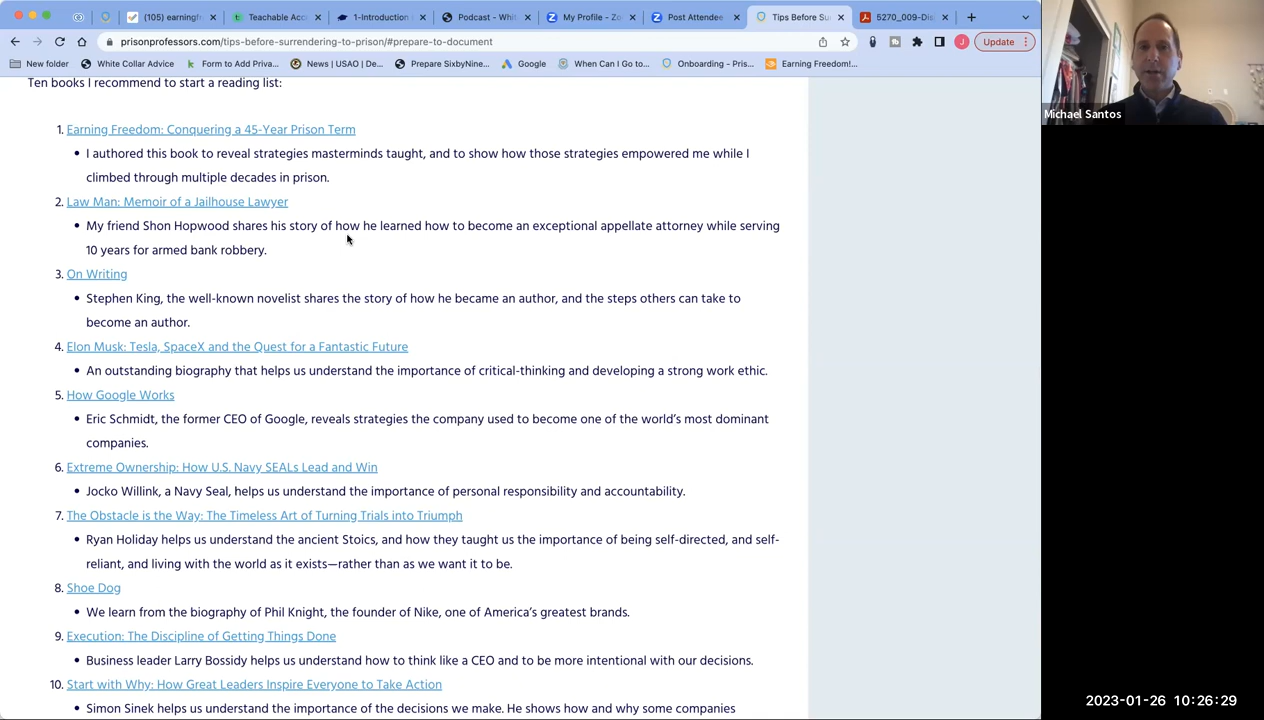 (105) earningfr
Teachable Acc
1-Introduction
Podcast - Whit
My Profile - Zo
Post Attendee
Tips Before Su
5270_009-Dis
prisonprofessors.com/tips-before-surrendering-to-prison/#prepare-to-document
J
Update
New folder
White Collar Advice
Form to Add Priva...
News | USAO | De...
Prepare SixbyNine...
Google
When Can I Go to...
Onboarding - Pris...
Earning Freedom!...
Michael Santos
Ten books I recommend to start a reading list:
1. Earning Freedom: Conquering a 45-Year Prison Term
• I authored this book to reveal strategies masterminds taught, and to show how those strategies empowered me while I
climbed through multiple decades in prison.
2. Law Man: Memoir of a Jailhouse Lawyer
• My friend Shon Hopwood shares his story of how he learned how to become an exceptional appellate attorney while serving
10 years for armed bank robbery.
3. On Writing
• Stephen King, the well-known novelist shares the story of how he became an author, and the steps others can take to
become an author.
4. Elon Musk: Tesla, SpaceX and the Quest for a Fantastic Future
• An outstanding biography that helps us understand the importance of critical-thinking and developing a strong work ethic.
5. How Google Works
• Eric Schmidt, the former CEO of Google, reveals strategies the company used to become one of the world's most dominant
companies.
6. Extreme Ownership: How U.S. Navy SEALs Lead and Win
• Jocko Willink, a Navy Seal, helps us understand the importance of personal responsibility and accountability.
7. The Obstacle is the Way: The Timeless Art of Turning Trials into Triumph
• Ryan Holiday helps us understand the ancient Stoics, and how they taught us the importance of being self-directed, and self-
reliant, and living with the world as it exists—rather than as we want it to be.
8. Shoe Dog
• We learn from the biography of Phil Knight, the founder of Nike, one of America's greatest brands.
9. Execution: The Discipline of Getting Things Done
• Business leader Larry Bossidy helps us understand how to think like a CEO and to be more intentional with our decisions.
10. Start with Why: How Great Leaders Inspire Everyone to Take Action
• Simon Sinek helps us understand the importance of the decisions we make. He shows how and why some companies
2023-01-26 10:26:29